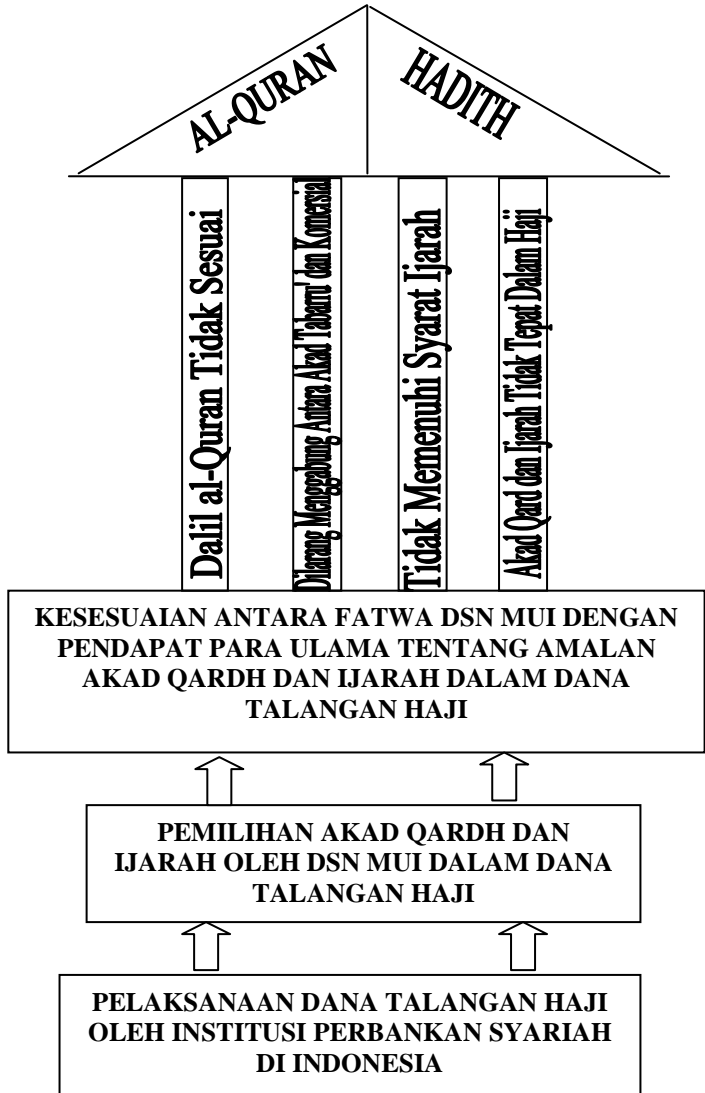 AL-QURAN
HADITH
Dalil al-Quran Tidak Sesuai
Dilarang Menggabung Antara Akad Tabarru' dan Komersial
Tidak Memenuhi Syarat Ijarah
Akad Qard dan Ijarah Tidak Tepat Dalam Haji
KESESUAIAN ANTARA FATWA DSN MUI DENGAN
PENDAPAT PARA ULAMA TENTANG AMALAN
AKAD QARDH DAN IJARAH DALAM DANA
TALANGAN HAJI
PEMILIHAN AKAD QARDH DAN
IJARAH OLEH DSN MUI DALAM DANA
TALANGAN HAJI
PELAKSANAAN DANA TALANGAN HAJI
OLEH INSTITUSI PERBANKAN SYARIAH
DI INDONESIA